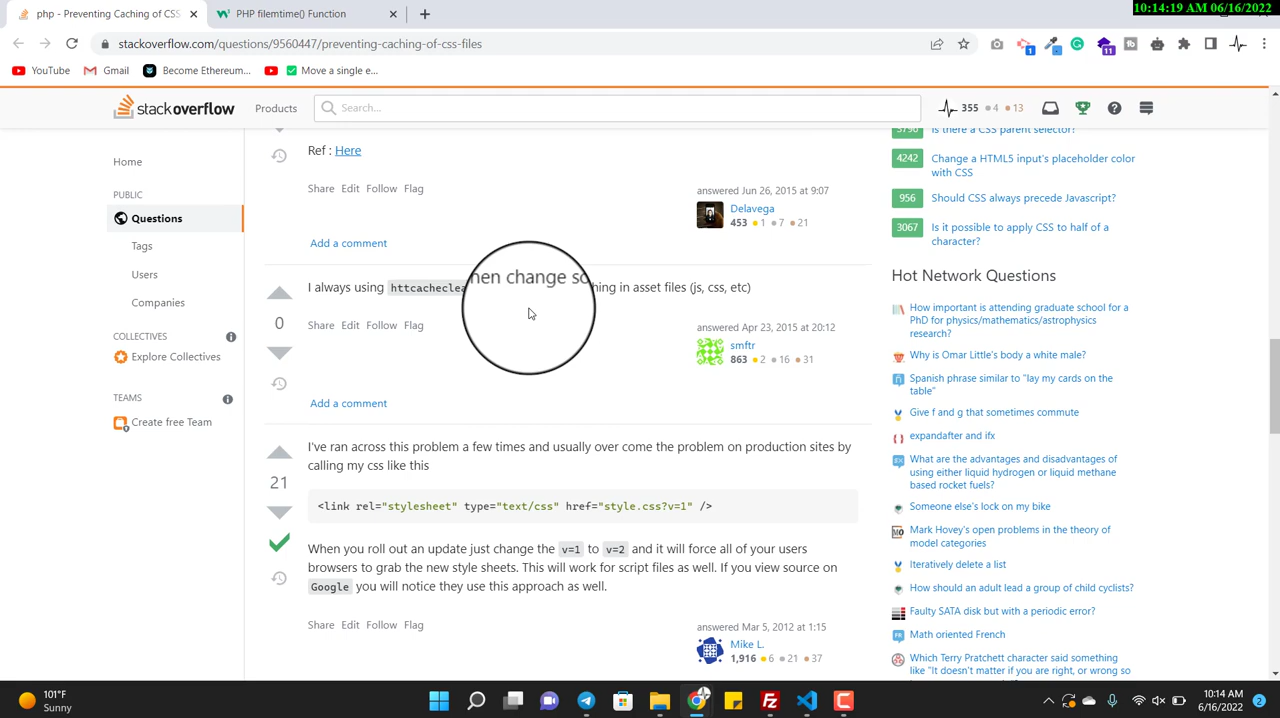 10:14:19 AM 06/16/2022
php - Preventing Caching of CSS
PHP filemtime() Function
stackoverflow.com/questions/9560447/preventing-caching-of-css-files
1
11
YouTube
Gmail
Become Ethereum...
Move a single e...
stackoverflow
Products
Search...
355 4 13
Home
PUBLIC
Questions
Tags
Users
Companies
COLLECTIVES
Explore Collectives
TEAMS
Create free Team
Ref : Here
Share Edit Follow Flag
answered Jun 26, 2015 at 9:07
Delavega
453 1 7 21
Add a comment
I always using httcacheclea hen change so hing in asset files (js, css, etc)
0
Share Edit Follow Flag
answered Apr 23, 2015 at 20:12
smftr
863 2 16 31
Add a comment
I've ran across this problem a few times and usually over come the problem on production sites by
calling my css like this
21
<link rel="stylesheet" type="text/css" href="style.css?v=1" />
When you roll out an update just change the v=1 to v=2 and it will force all of your users
browsers to grab the new style sheets. This will work for script files as well. If you view source on
Google you will notice they use this approach as well.
Share Edit Follow Flag
answered Mar 5, 2012 at 1:15
Mike L.
1,916 6 21 37
3790 Is there a CSS parent selector?
4242 Change a HTML5 input's placeholder color
with CSS
956 Should CSS always precede Javascript?
3067 Is it possible to apply CSS to half of a
character?
Hot Network Questions
How important is attending graduate school for a
PhD for physics/mathematics/astrophysics
research?
Why is Omar Little's body a white male?
Spanish phrase similar to "lay my cards on the
table"
Give f and g that sometimes commute
expandafter and ifx
What are the advantages and disadvantages of
using either liquid hydrogen or liquid methane
based rocket fuels?
Someone else's lock on my bike
Mark Hovey's open problems in the theory of
model categories
Iteratively delete a list
How should an adult lead a group of child cyclists?
Faulty SATA disk but with a periodic error?
Math oriented French
Which Terry Pratchett character said something
like "It doesn't matter if you are right, or wrong so
101°F
Sunny
10:14 AM
6/16/2022
2